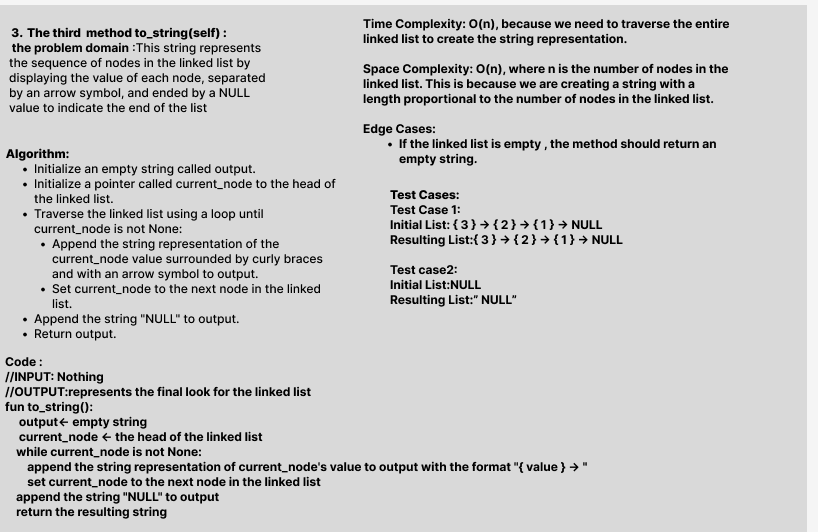 3. The third method to_string(self) :
the problem domain :This string represents
the sequence of nodes in the linked list by
displaying the value of each node, separated
by an arrow symbol, and ended by a NULL
value to indicate the end of the list
Algorithm:
• Initialize an empty string called output.
• Initialize a pointer called current_node to the head of
the linked list.
• Traverse the linked list using a loop until
current_node is not None:
• Append the string representation of the
current_node value surrounded by curly braces
and with an arrow symbol to output.
• Set current_node to the next node in the linked
list.
• Append the string "NULL" to output.
• Return output.
Time Complexity: O(n), because we need to traverse the entire
linked list to create the string representation.
Space Complexity: O(n), where n is the number of nodes in the
linked list. This is because we are creating a string with a
length proportional to the number of nodes in the linked list.
Edge Cases:
• If the linked list is empty , the method should return an
empty string.
Test Cases:
Test Case 1:
Initial List: { 3 } → { 2 } → { 1 } → NULL
Resulting List:{ 3 } → { 2 } → { 1 } → NULL
Test case2:
Initial List:NULL
Resulting List:” NULL”
Code :
//INPUT: Nothing
//OUTPUT:represents the final look for the linked list
fun to_string():
output← empty string
current_node ← the head of the linked list
while current_node is not None:
append the string representation of current_node's value to output with the format "{ value } → "
set current_node to the next node in the linked list
append the string "NULL" to output
return the resulting string